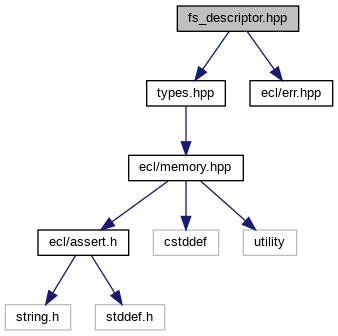 fs_descriptor.hpp
types.hpp
ecl/err.hpp
ecl/memory.hpp
ecl/assert.h
cstddef
utility
string.h
stddef.h